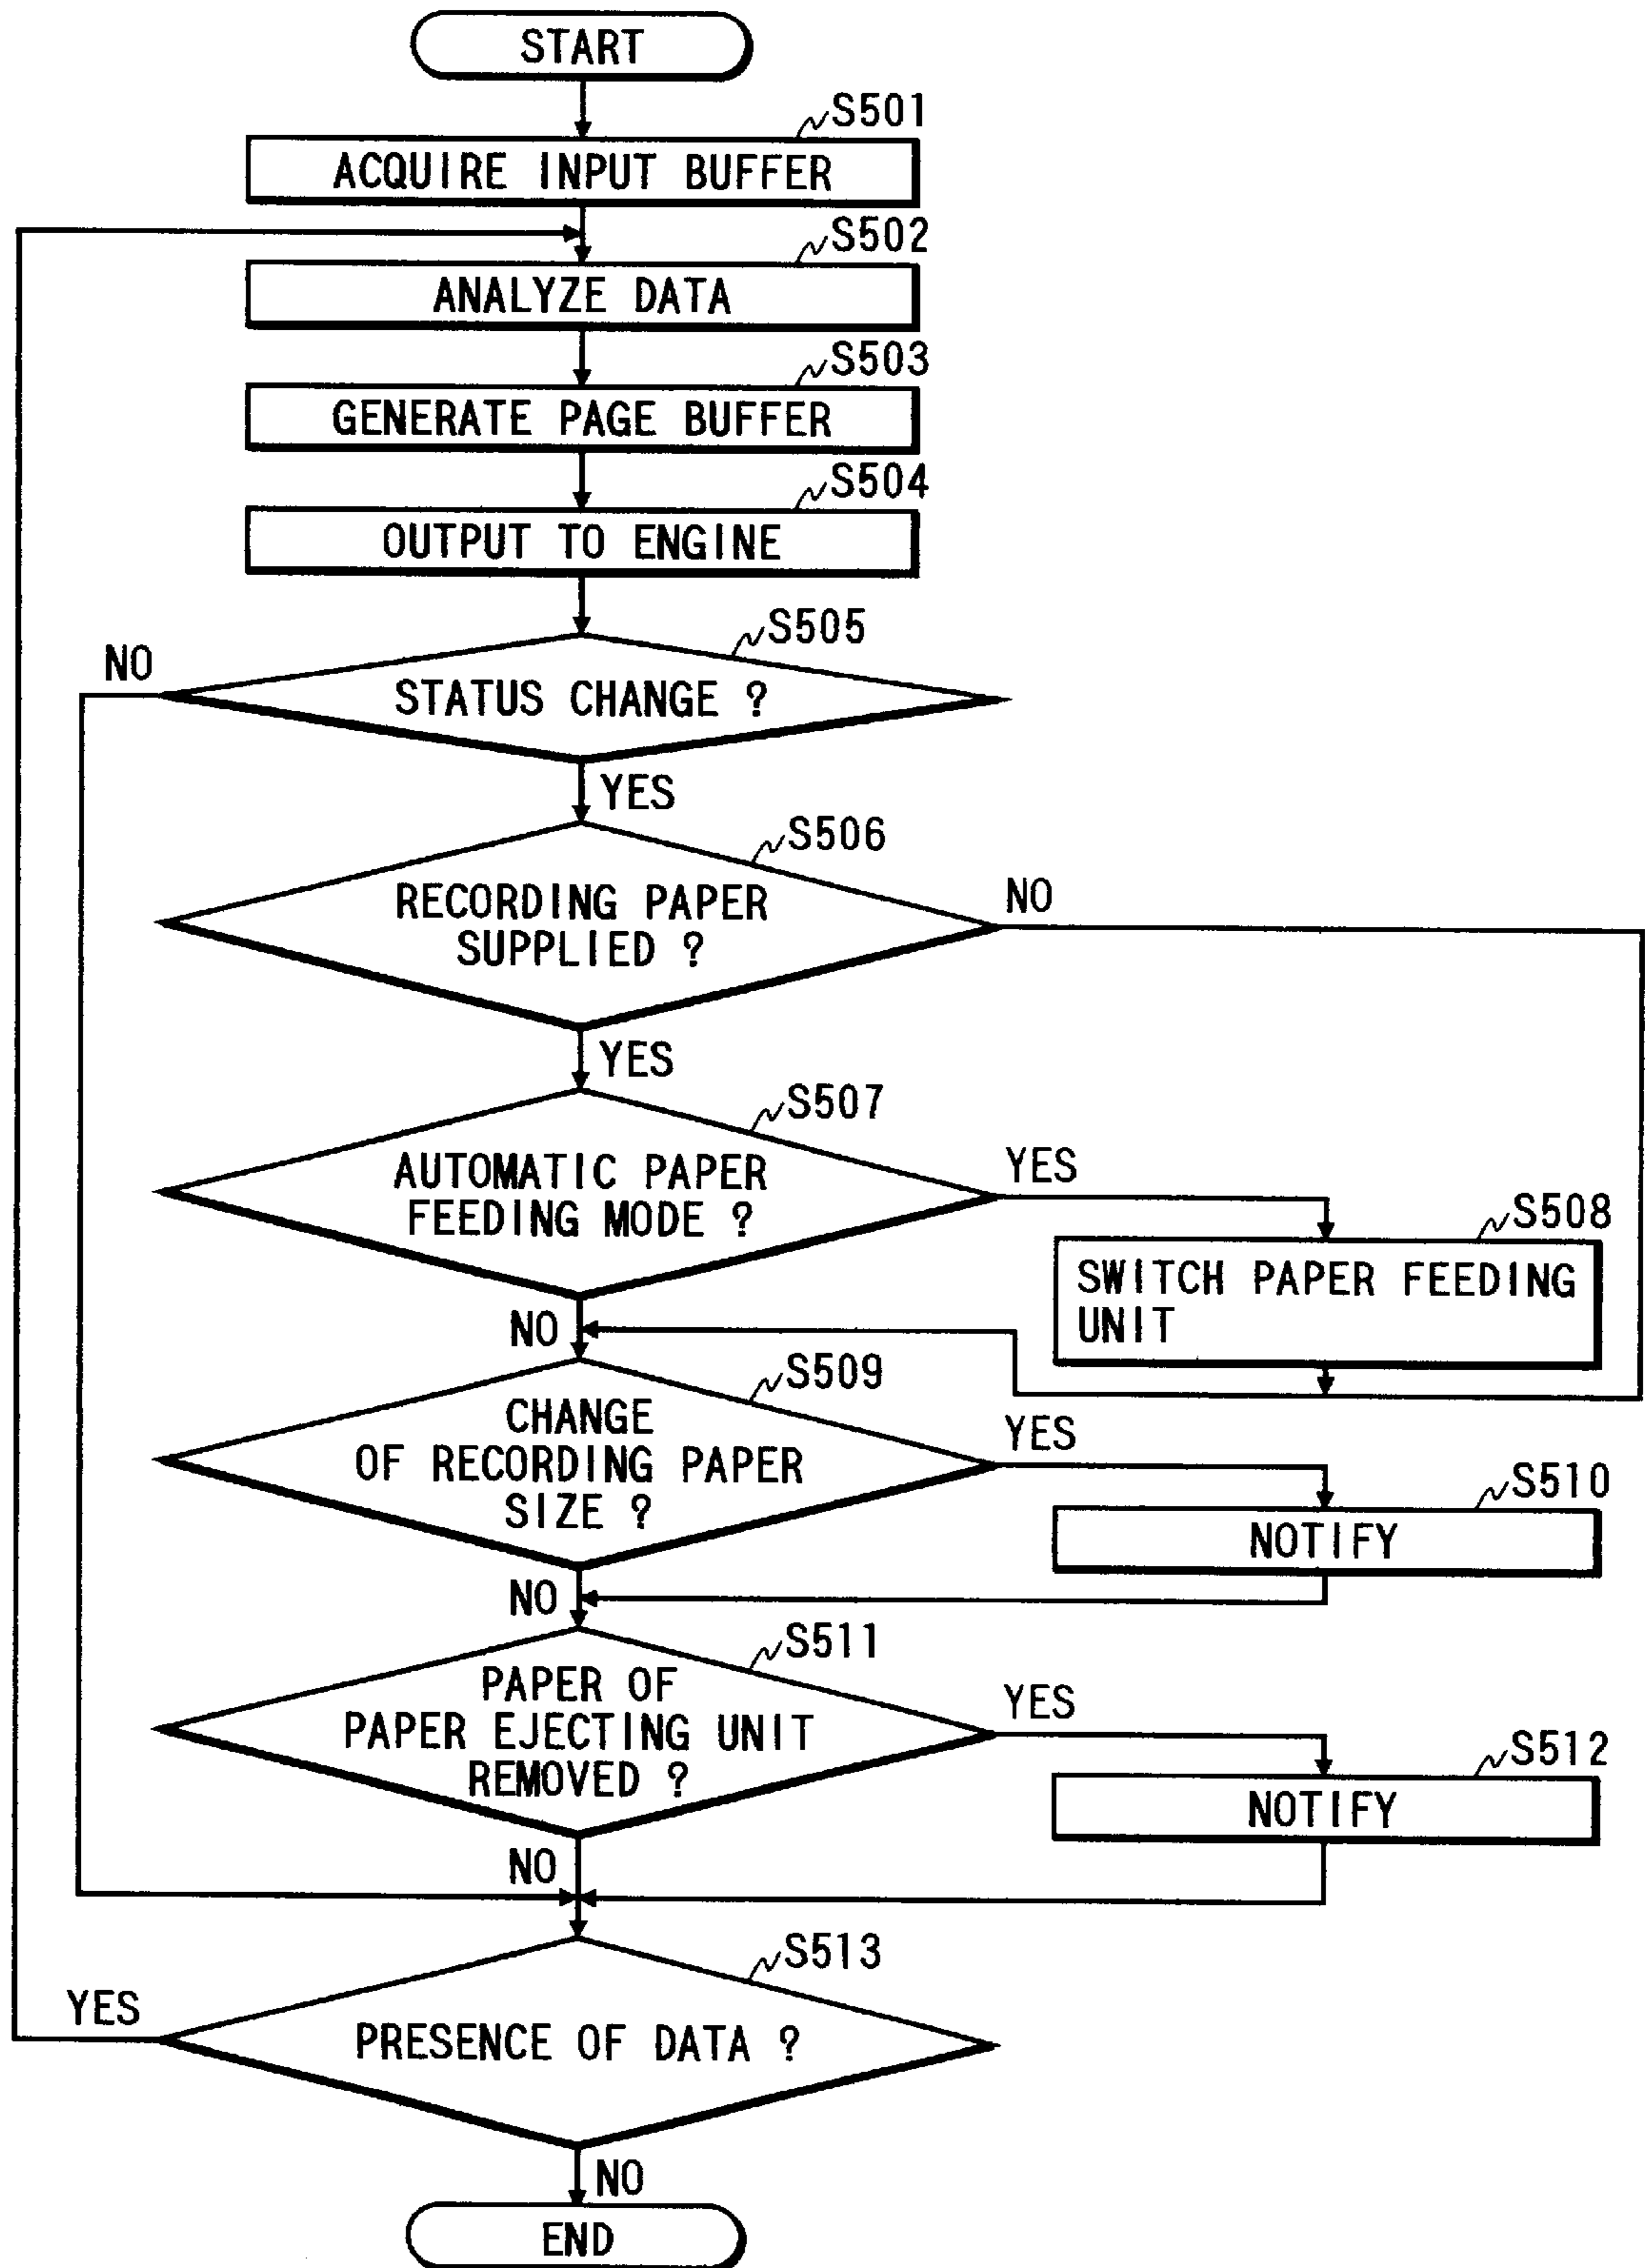 START
S501
ACQUIRE INPUT BUFFER
S502
ANALYZE DATA
S503
GENERATE PAGE BUFFER
S504
OUTPUT TO ENGINE
S505
NO
STATUS CHANGE ?
YES
S506
RECORDING PAPER
SUPPLIED ?
NO
YES
S507
AUTOMATIC PAPER
FEEDING MODE ?
YES
S508
SWITCH PAPER FEEDING
UNIT
NO
S509
CHANGE
OF RECORDING PAPER
SIZE ?
YES
S510
NOTIFY
NO
S511
PAPER OF
PAPER EJECTING UNIT
REMOVED ?
YES
S512
NOTIFY
NO
S513
YES
PRESENCE OF DATA ?
NO
END